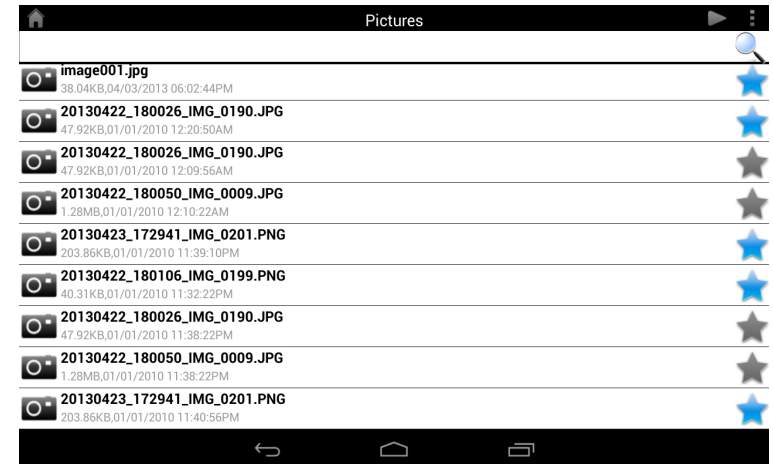 Pictures
image001.jpg
38.04KB,04/03/2013 06:02:44PM
20130422_180026_IMG_0190.JPG
47.92KB,01/01/2010 12:20:50AM
20130422_180026_IMG_0190.JPG
47.92KB,01/01/2010 12:09:56AM
20130422_180050_IMG_0009.JPG
1.28MB,01/01/2010 12:10:22AM
20130423_172941_IMG_0201.PNG
203.86KB,01/01/2010 11:39:10PM
20130422_180106_IMG_0199.PNG
40.31KB,01/01/2010 11:32:22PM
20130422_180026_IMG_0190.JPG
47.92KB,01/01/2010 11:38:22PM
20130422_180050_IMG_0009.JPG
1.28MB,01/01/2010 11:38:22PM
20130423_172941_IMG_0201.PNG
203.86KB,01/01/2010 11:40:56PM